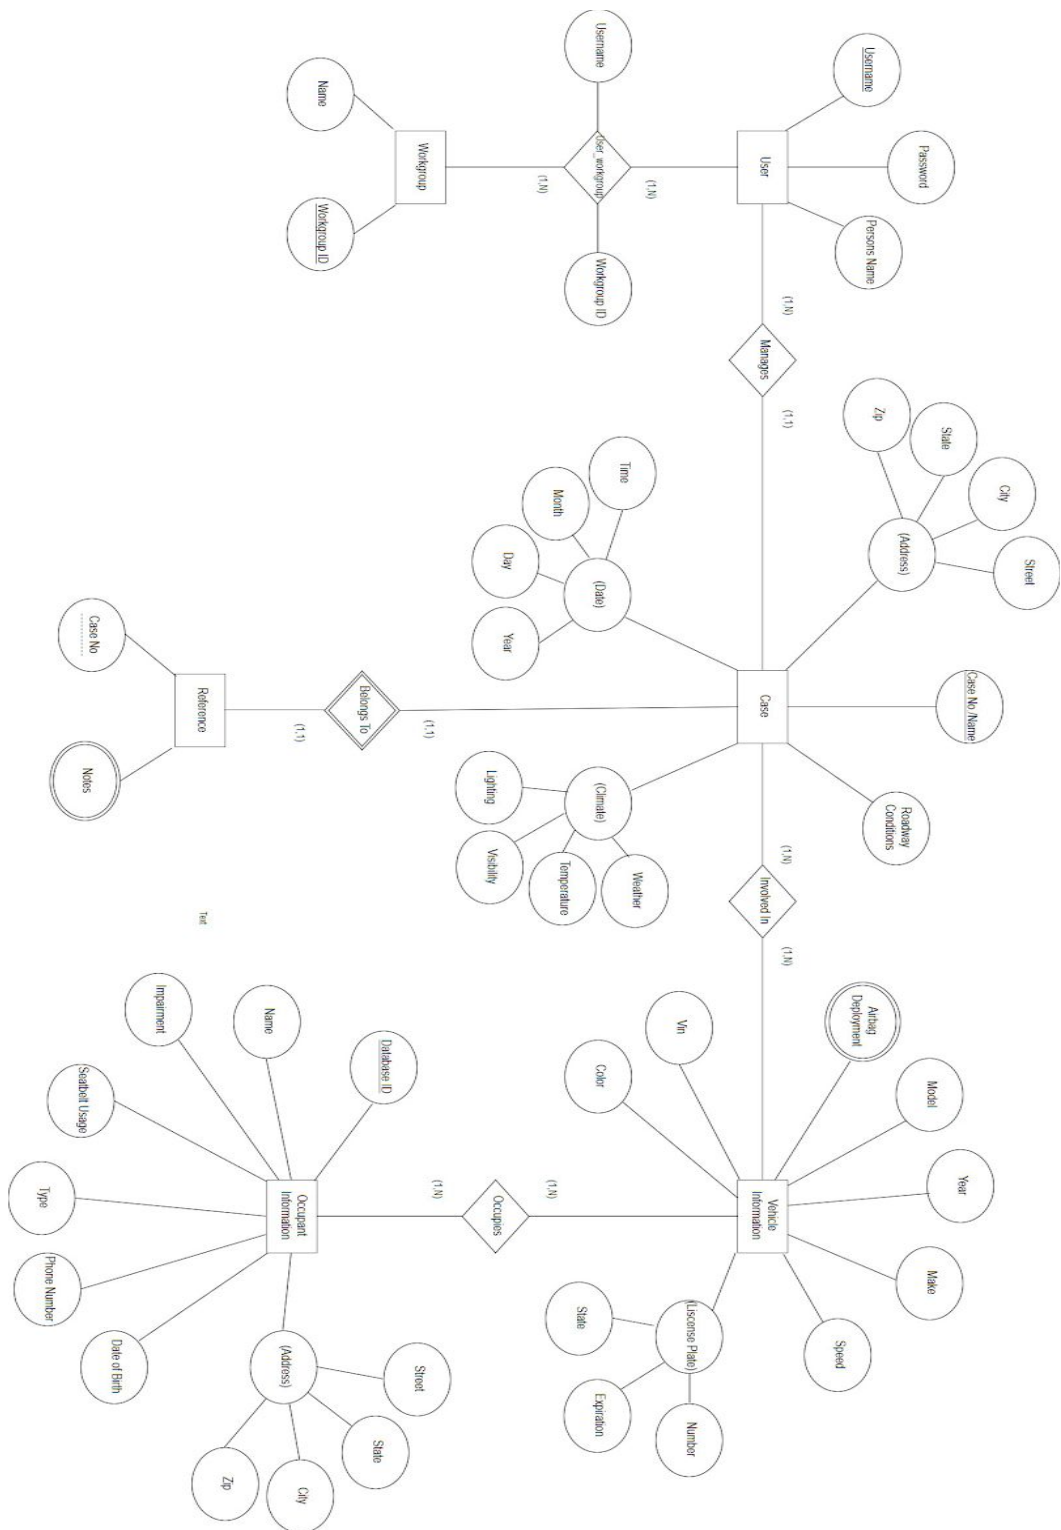 Username
Password
Persons Name
User
Username
User_workgroup
Workgroup ID
(1,N)
(1,N)
Name
Workgroup
Workgroup ID
(1,N)
Manages
(1,1)
Zip
State
City
Street
(Address)
Time
Month
Day
Year
(Date)
Case No /Name
Case
Roadway
Conditions
(Climate)
Lighting
Visibility
Temperature
Weather
(1,1)
Belongs To
(1,1)
Case No
Reference
Notes
Text
(1,N)
Involved In
(1,N)
Airbag
Deployment
Model
Year
Make
Speed
Vin
Color
Vehicle
Information
(Liscense Plate)
State
Expiration
Number
(1,N)
Occupies
(1,N)
Database ID
Name
Impairment
Seatbelt Usage
Type
Phone Number
Date of Birth
Occupant
Information
(Address)
Street
State
City
Zip